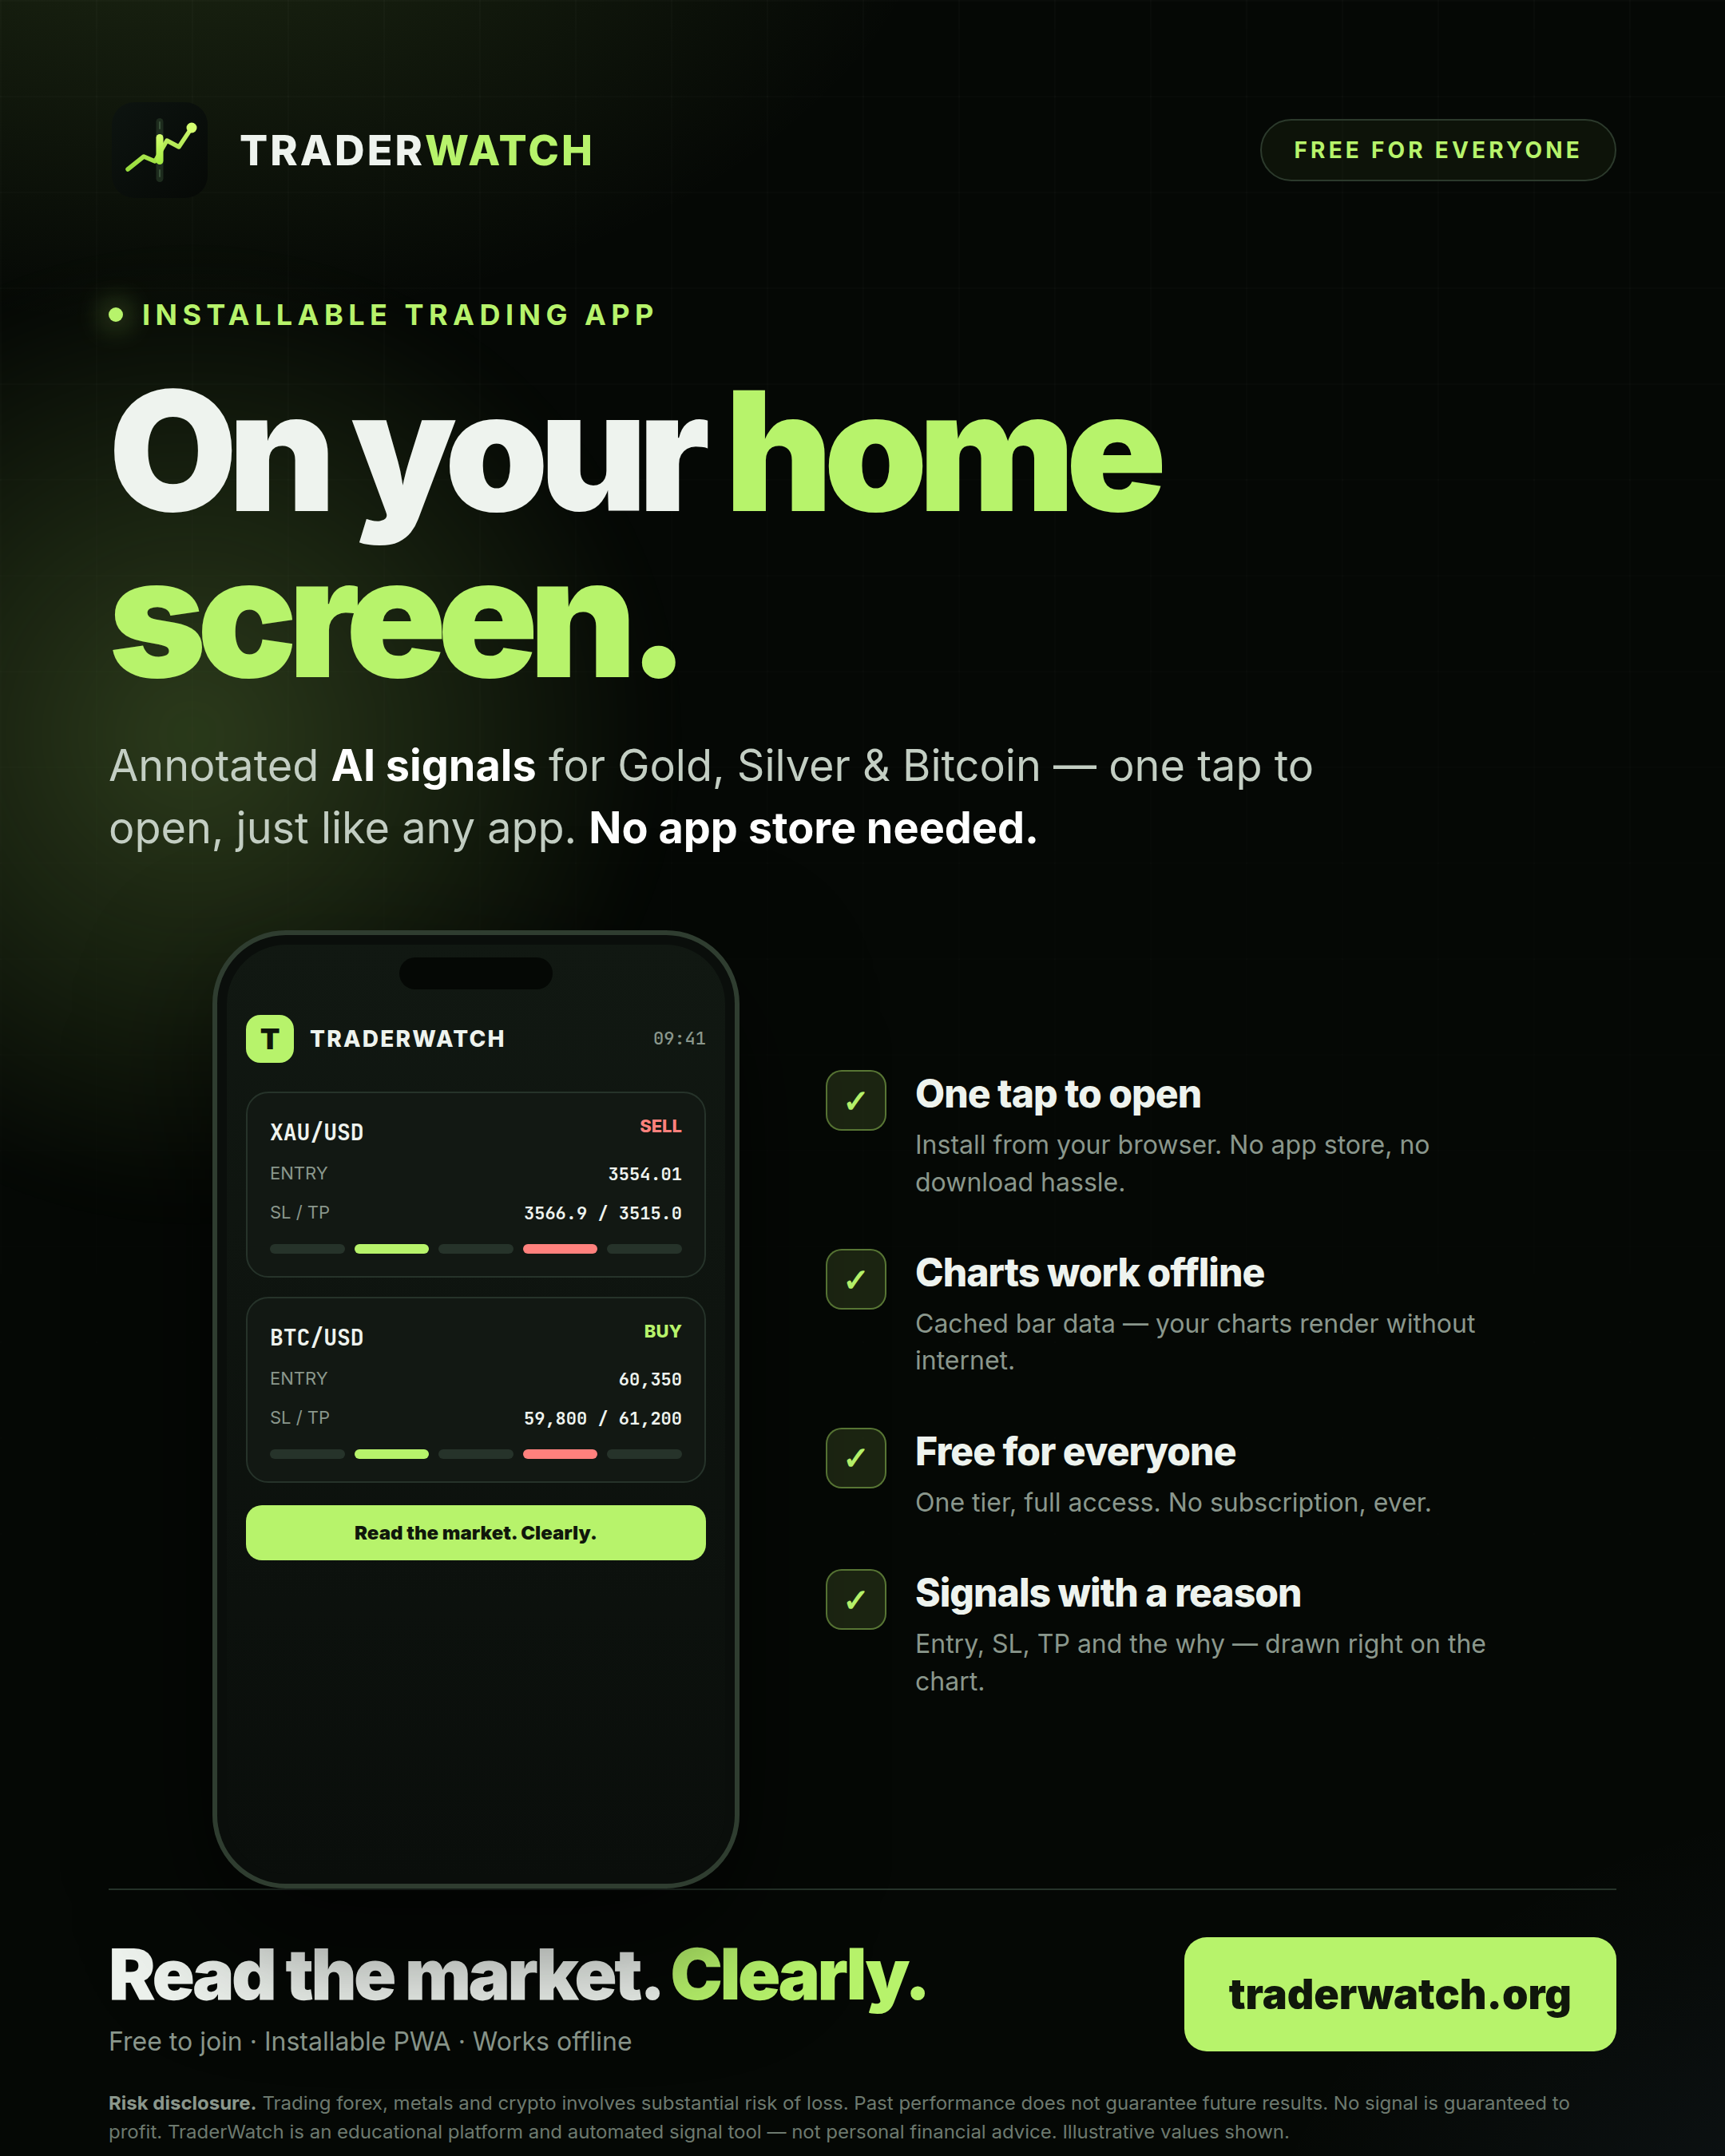 TRADERWATCH
FREE FOR EVERYONE
INSTALLABLE TRADING APP
On your home
screen.
Annotated AI signals for Gold, Silver & Bitcoin — one tap to
open, just like any app. No app store needed.
T TRADERWATCH 09:41
XAU/USD SELL
ENTRY 3554.01
SL / TP 3566.9 / 3515.0
BTC/USD BUY
ENTRY 60,350
SL / TP 59,800 / 61,200
Read the market. Clearly.
✓ One tap to open
Install from your browser. No app store, no
download hassle.
✓ Charts work offline
Cached bar data — your charts render without
internet.
✓ Free for everyone
One tier, full access. No subscription, ever.
✓ Signals with a reason
Entry, SL, TP and the why — drawn right on the
chart.
Read the market. Clearly.
Free to join · Installable PWA · Works offline
traderwatch.org
Risk disclosure. Trading forex, metals and crypto involves substantial risk of loss. Past performance does not guarantee future results. No signal is guaranteed to
profit. TraderWatch is an educational platform and automated signal tool — not personal financial advice. Illustrative values shown.